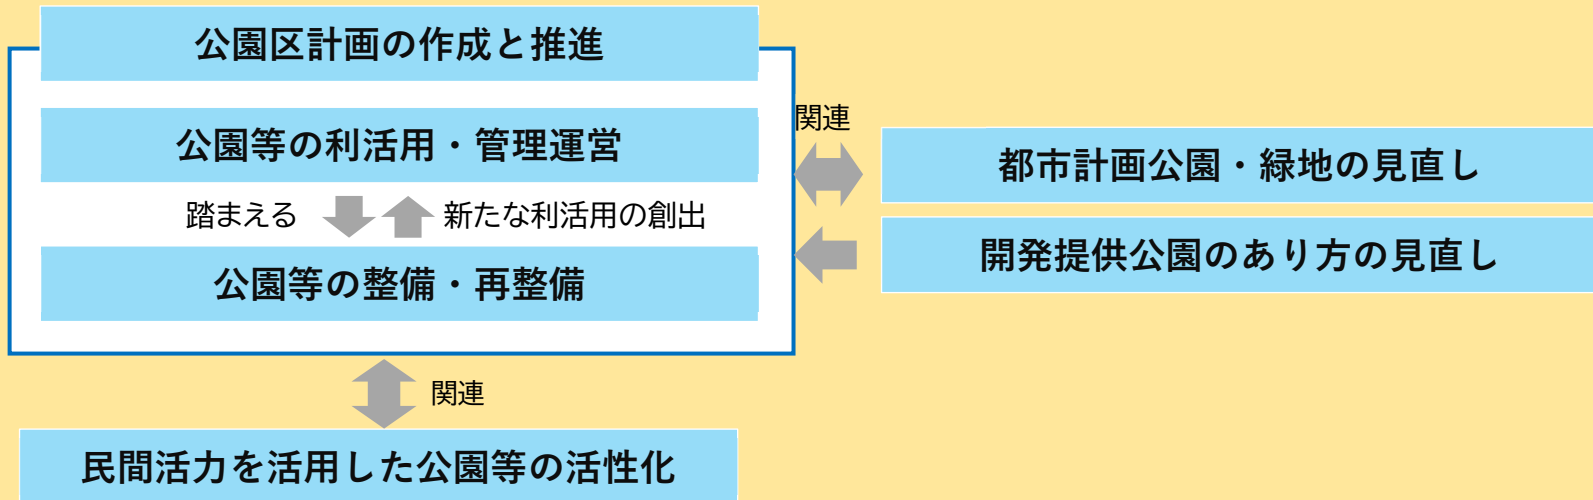 公園区計画の作成と推進
公園等の利活用・管理運営
踏まえる 新たな利活用の創出
公園等の整備・再整備
関連
都市計画公園・緑地の見直し
開発提供公園のあり方の見直し
関連
民間活力を活用した公園等の活性化